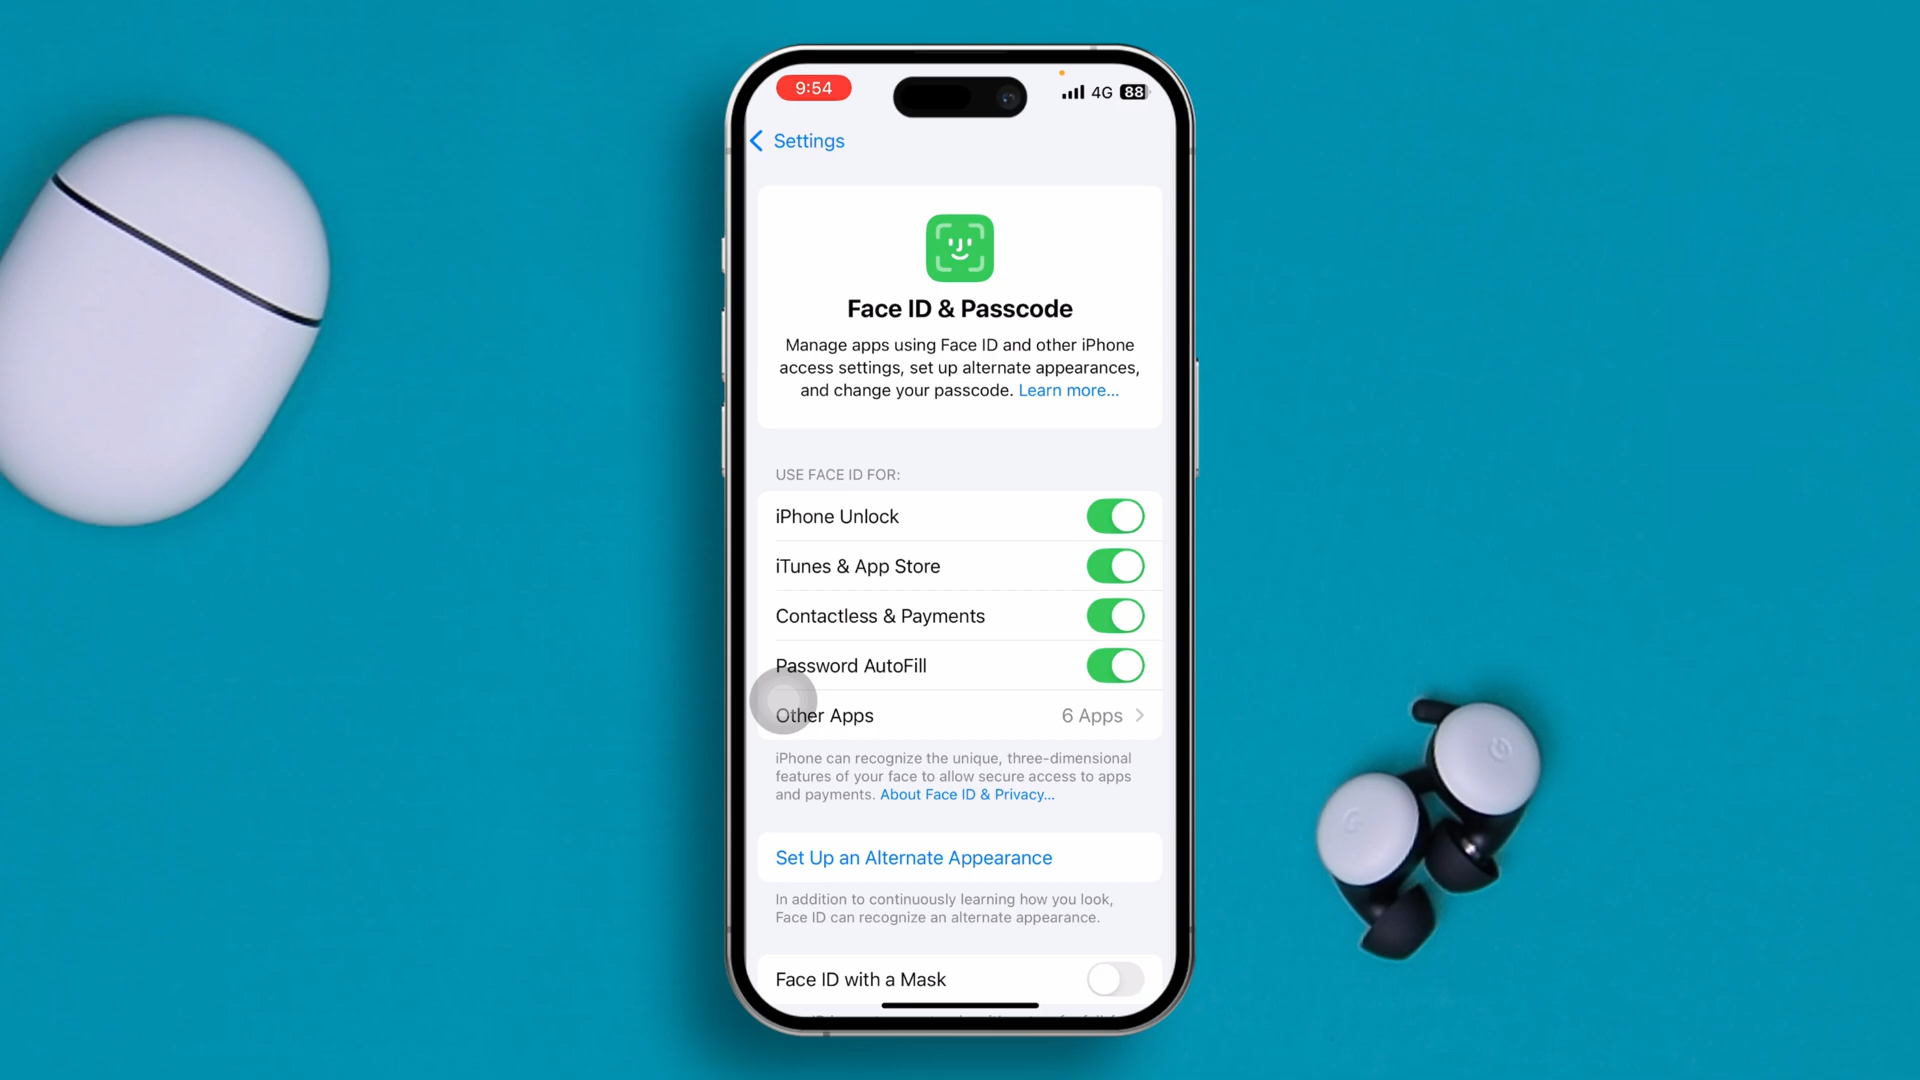 9:54
4G 88
Settings
Face ID & Passcode
Manage apps using Face ID and other iPhone
access settings, set up alternate appearances,
and change your passcode. Learn more...
USE FACE ID FOR:
iPhone Unlock
iTunes & App Store
Contactless & Payments
Password AutoFill
Other Apps 6 Apps
iPhone can recognize the unique, three-dimensional
features of your face to allow secure access to apps
and payments. About Face ID & Privacy...
Set Up an Alternate Appearance
In addition to continuously learning how you look,
Face ID can recognize an alternate appearance.
Face ID with a Mask